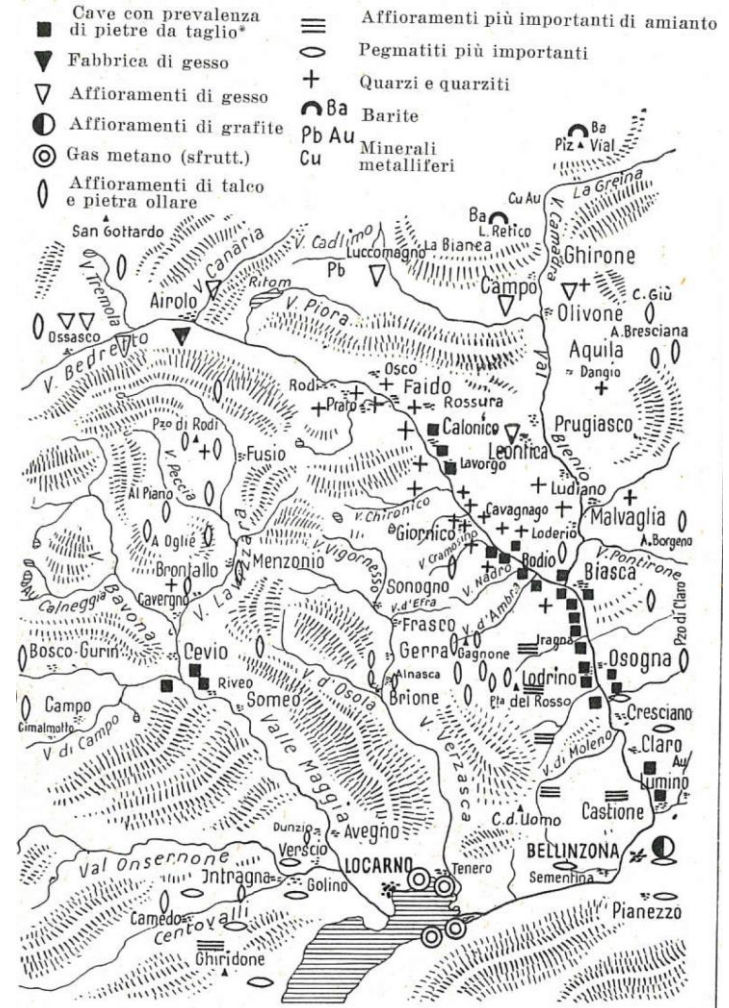 Cave con prevalenza
di pietre da taglio*
Fabbrica di gesso
Affioramenti di gesso
Affioramenti di grafite
Gas metano (sfrutt.)
Affioramenti di talco
e pietra ollare
Affioramenti più importanti di amianto
Pegmatiti più importanti
Quarzi e quarziti
Ba Barite
Pb Au
Cu
Minerali
metalliferi
Ba
Piz Vial
La Greina
Cu Au
V. Camadra
Ba
L. Retico
San Gottardo
V. Canaria
V. Cadlimo
Luccomagno
La Bianca
Ghirone
Pb
V. Tremola
Airolo
Ritom
Campo
C. Giù
Olivone
V. Piora
Ossasco
A. Bresciana
V. Bedretto
Val
Aquila
Dangio
Osco
Rodi
Faido
Prato
Rossura
Calonico
Prugiasco
Pzo di Rodi
Leontica
Blenio
Fusio
Lavorgo
V. Peccia
Al Piano
Ludiano
V. Chironico
Cavagnago
Malvaglia
Giornico
Loderio
A Oglié
A. Borgeno
V. Cramosino
V. Lavizzara
Menzonio
V. Vigornesso
Bodio
V. Pontirone
Brontallo
Sonogno
V. Nadro
Biasca
Au
Calneggia
Cavergno
V. d'Efra
V. d'Ambra
Bavona
Frasco
Pzo di Claro
Gerra
V. Gagnone
Iragna
Bosco-Gurin
Cevio
Osogna
Alnasca
Lodrino
Riveo
V. d'Osola
Brione
Pta del Rosso
Campo
Someo
Cresciano
Cimalmotto
V di Campo
Valle Maggia
V. Verzasca
V. di Moleno
Claro
Au
Lumino
C. d. Uomo
Castione
Dunzio
Avegno
Verscio
Val Onsernone
LOCARNO
Tenero
BELLINZONA
Intragna
Golino
Sementina
Camedo
Centovalli
Pianezzo
Ghiridone